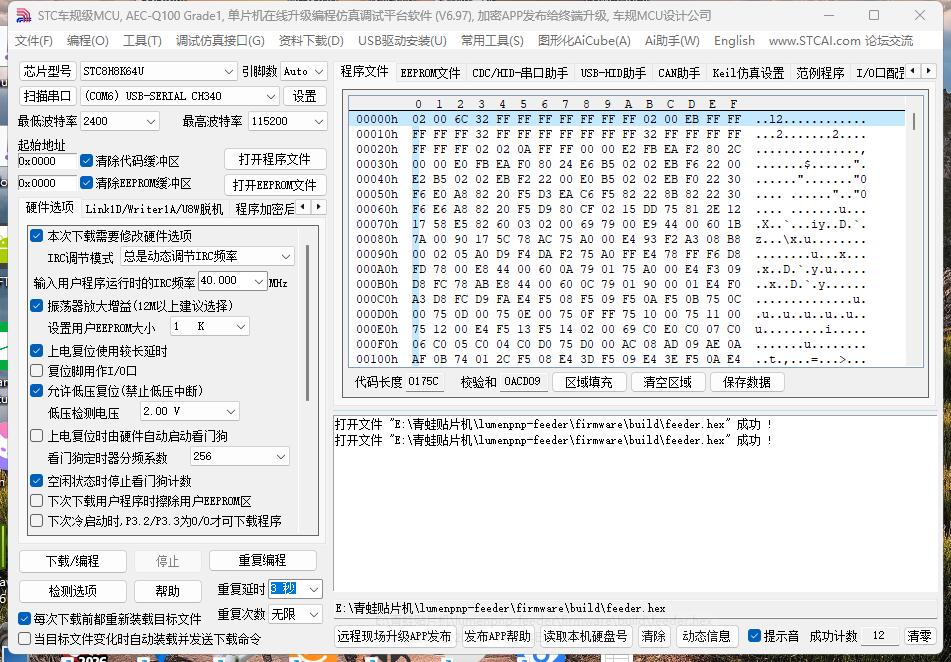 STC车规级MCU, AEC-Q100 Grade1, 单片机在线升级编程仿真调试平台软件 (V6.97), 加密APP发布给终端升级, 车规MCU设计公司
文件(F) 编程(O) 工具(T) 调试仿真接口(G) 资料下载(D) USB驱动安装(U) 常用工具(S) 图形化AiCube(A) Ai助手(W) English www.STCAI.com 论坛交流
芯片型号 STC8H8K64U 引脚数 Auto
扫描串口 (COM6) USB-SERIAL CH340 设置
最低波特率 2400 最高波特率 115200
起始地址
0x0000 清除代码缓冲区 打开程序文件
0x0000 清除EEPROM缓冲区 打开EEPROM文件
硬件选项 Link1D/Writer1A/U8W脱机 程序加密后
本次下载需要修改硬件选项
IRC调节模式 总是动态调节IRC频率
输入用户程序运行时的IRC频率 40.000 MHz
振荡器放大增益(12M以上建议选择)
设置用户EEPROM大小 1 K
上电复位使用较长延时
复位脚用作I/O口
允许低压复位(禁止低压中断)
低压检测电压 2.00 V
上电复位时由硬件自动启动看门狗
看门狗定时器分频系数 256
空闲状态时停止看门狗计数
下次下载用户程序时擦除用户EEPROM区
下次冷启动时,P3.2/P3.3为0/0才可下载程序
下载/编程 停止 重复编程
检测选项 帮助 重复延时 3 秒
每次下载前都重新装载目标文件 重复次数 无限
当目标文件变化时自动装载并发送下载命令
程序文件 EEPROM文件 CDC/HID-串口助手 USB-HID助手 CAN助手 Keil仿真设置 范例程序 I/O口配
0 1 2 3 4 5 6 7 8 9 A B C D E F
00000h 02 00 6C 32 FF FF FF FF FF FF FF 02 00 EB FF FF ..l2............
00010h FF FF FF 32 FF FF FF FF FF FF 32 FF FF FF FF ...2......2....
00020h FF FF FF 02 02 0A FF FF 00 00 E2 FB EA F2 80 2C ...............,
00030h 00 00 E0 FB EA F0 80 24 E6 B5 02 02 EB F6 22 00 .......$......".
00040h E2 B5 02 02 EB F2 22 00 E0 B5 02 02 EB F0 22 30 ......"......."0
00050h F6 E0 A8 82 20 F5 D3 EA C6 F5 82 22 8B 82 22 30 .... ......".."0
00060h F6 E6 A8 82 20 F5 D9 80 CF 02 15 DD 75 81 2E 12 .... .......u...
00070h 17 58 E5 82 60 03 02 00 69 79 00 E9 44 00 60 1B .X..`...iy..D.`.
00080h 7A 00 90 17 5C 78 AC 75 A0 00 E4 93 F2 A3 08 B8 z...\x.u........
00090h 00 02 05 A0 D9 F4 DA F2 75 A0 FF E4 78 FF F6 D8 ........u...x...
000A0h FD 78 00 E8 44 00 60 0A 79 01 75 A0 00 E4 F3 09 .x..D.`.y.u.....
000B0h D8 FC 78 AB E8 44 00 60 0C 79 01 90 00 01 E4 F0 ..x..D.`.y......
000C0h A3 D8 FC D9 FA E4 F5 08 F5 09 F5 0A F5 0B 75 0C ..............u.
000D0h 00 75 0D 00 75 0E 00 75 0F FF 75 10 00 75 11 00 .u..u..u..u..u..
000E0h 75 12 00 E4 F5 13 F5 14 02 00 69 C0 E0 C0 07 C0 u.........i.....
000F0h 06 C0 05 C0 04 C0 D0 75 D0 00 AC 08 AD 09 AE 0A .......u........
00100h AF 0B 74 01 2C F5 08 E4 3D F5 09 E4 3E F5 0A E4 ..t.,...=...>...
代码长度 0175C 校验和 0ACD09 区域填充 清空区域 保存数据
打开文件 "E:\青蛙贴片机\lumenpnp-feeder\firmware\build\feeder.hex" 成功 !
打开文件 "E:\青蛙贴片机\lumenpnp-feeder\firmware\build\feeder.hex" 成功 !
E:\青蛙贴片机\lumenpnp-feeder\firmware\build\feeder.hex
远程现场升级APP发布 发布APP帮助 读取本机硬盘号 清除 动态信息 提示音 成功计数 12 清零